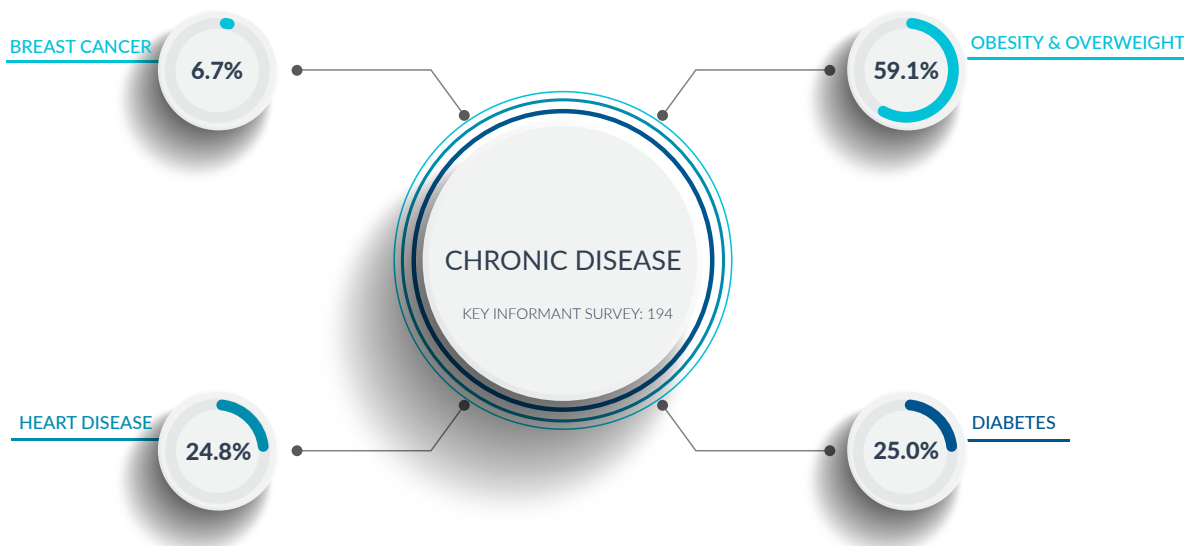 BREAST CANCER
6.7%
59.1%
OBESITY & OVERWEIGHT
CHRONIC DISEASE
KEY INFORMANT SURVEY: 194
HEART DISEASE
24.8%
25.0%
DIABETES